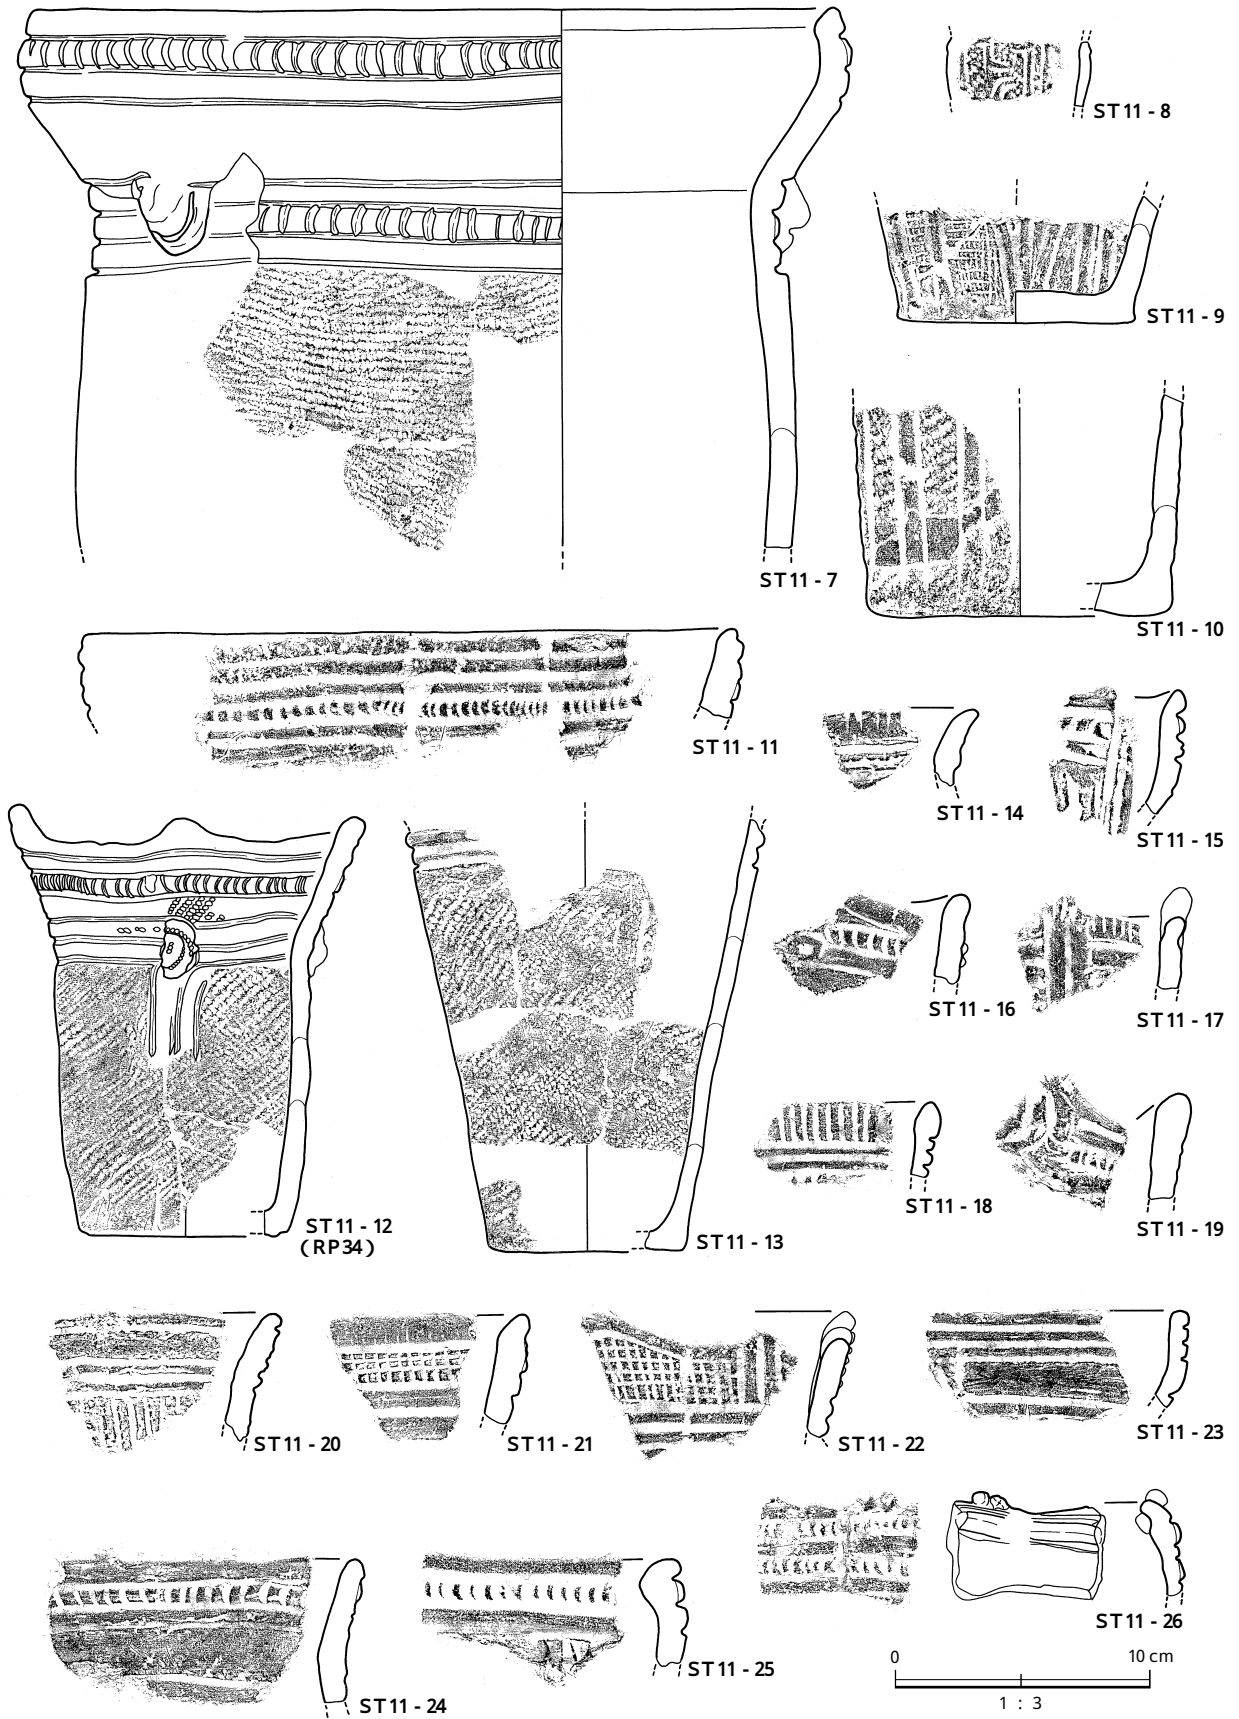 ST11 - 8
ST11 - 9
ST11 - 7
ST11 - 10
ST11 - 11
ST11 - 14
ST11 - 15
ST11 - 16
ST11 - 17
ST11 - 18
ST11 - 19
ST11 - 12
(RP34)
ST11 - 13
ST11 - 20
ST11 - 21
ST11 - 22
ST11 - 23
ST11 - 26
ST11 - 25
ST11 - 24
0 10 cm
1 : 3